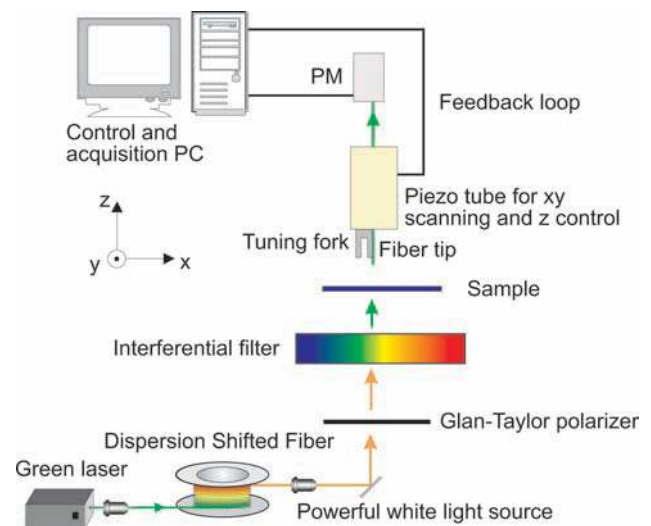 PM
Feedback loop
Control and
acquisition PC
Piezo tube for xy
scanning and z control
z
y
x
Tuning fork
Fiber tip
Sample
Interferential filter
Glan-Taylor polarizer
Dispersion Shifted Fiber
Green laser
Powerful white light source